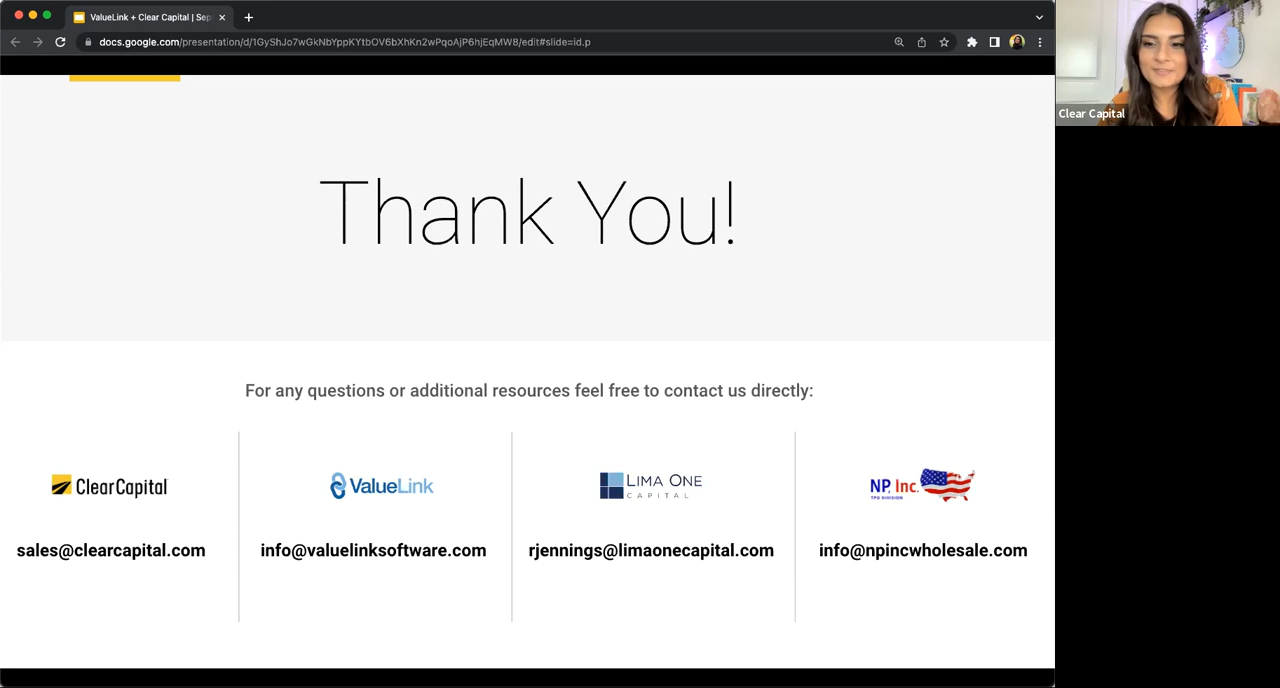 ValueLink + Clear Capital | Sep
docs.google.com/presentation/d/1GyShJo7wGkNbYppKYtbOV6bXhKn2wPqoAjP6hjEqMW8/edit#slide=id.p
Clear Capital
Thank You!
For any questions or additional resources feel free to contact us directly:
ClearCapital
ValueLink
LIMA ONE
CAPITAL
NP, Inc.
TPO DIVISION
sales@clearcapital.com
info@valuelinksoftware.com
rjennings@limaonecapital.com
info@npincwholesale.com